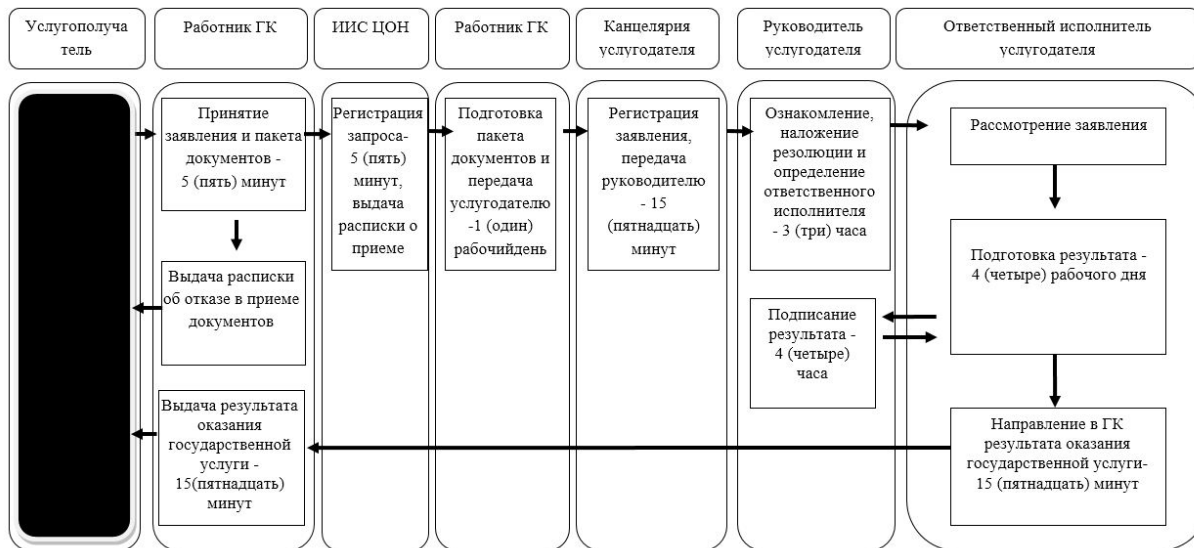 Услугополуча
тель
Работник ГК
ИИС ЦОН
Работник ГК
Канцелярия
услугодателя
Руководитель
услугодателя
Ответственный исполнитель
услугодателя
Принятие
заявления и пакета
документов -
5 (пять) минут
Регистрация
запроса-
5 (пять)
минут,
выдача
расписки о
приеме
Подготовка
пакета
документов и
передача
услугодателю
-1 (один)
рабочийдень
Регистрация
заявления,
передача
руководителю
- 15
(пятнадцать)
минут
Ознакомление,
наложение
резолюции и
определение
ответственного
исполнителя
- 3 (три) часа
Рассмотрение заявления
Выдача расписки
об отказе в приеме
документов
Подготовка результата -
4 (четыре) рабочего дня
Подписание
результата -
4 (четыре)
часа
Выдача результата
оказания
государственной
услуги -
15(пятнадцать)
минут
Направление в ГК
результата оказания
государственной услуги-
15 (пятнадцать) минут